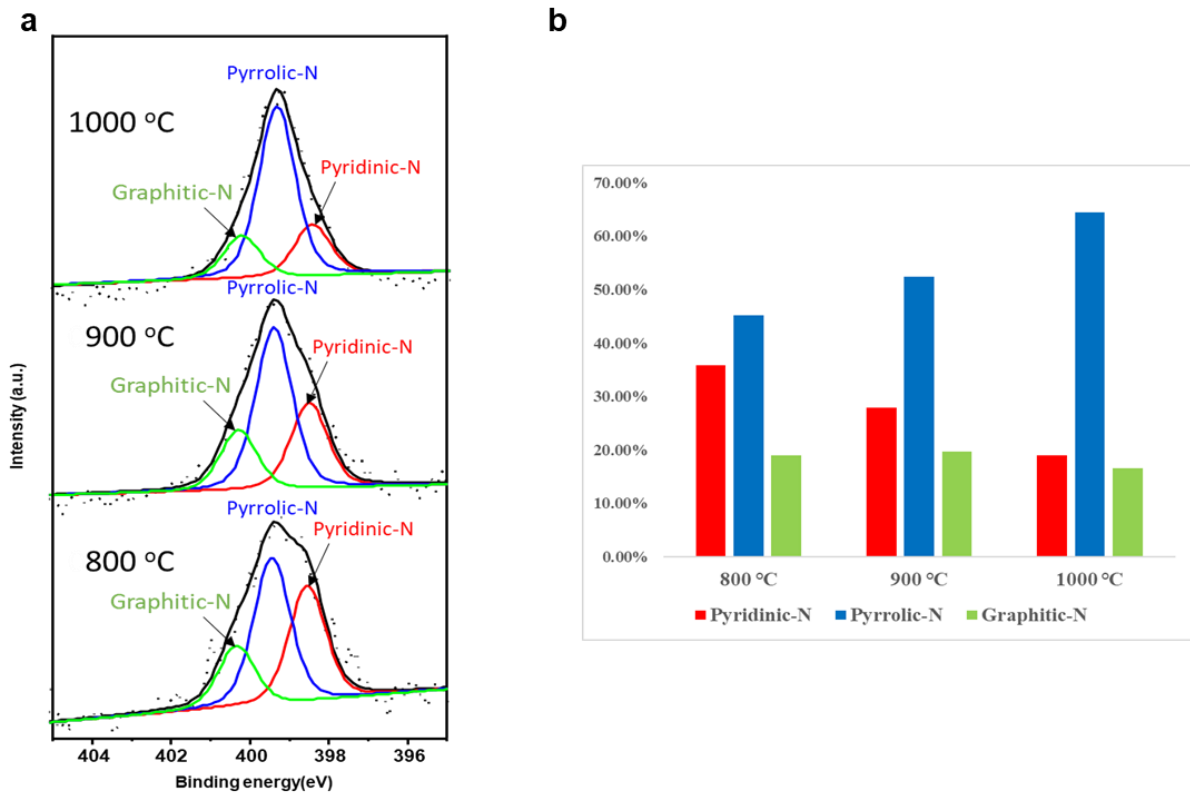 a
Pyrrolic-N
1000 °C
Pyridinic-N
Graphitic-N
Pyrrolic-N
900 °C
Pyridinic-N
Graphitic-N
Pyrrolic-N
800 °C
Pyridinic-N
Graphitic-N
Intensity (a.u.)
404 402 400 398 396
Binding energy(eV)
b
70.00%
60.00%
50.00%
40.00%
30.00%
20.00%
10.00%
0.00%
800 °C 900 °C 1000 °C
Pyridinic-N Pyrrolic-N Graphitic-N